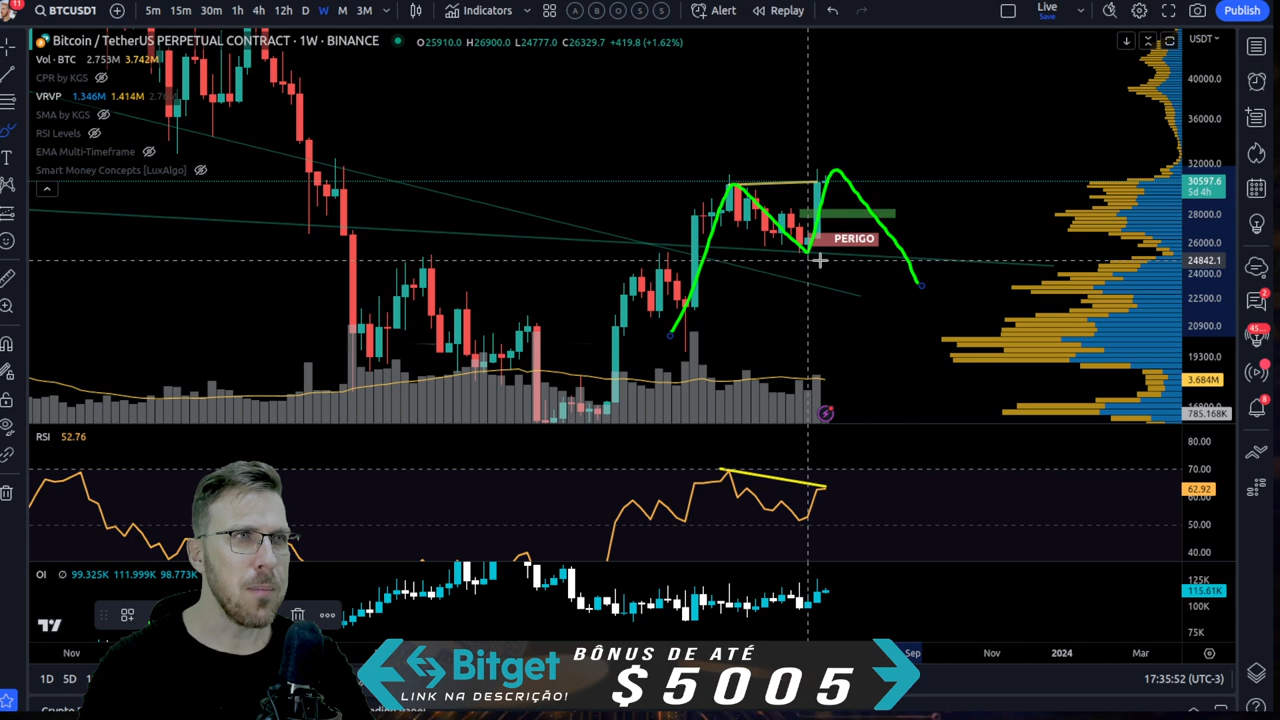 11
BTCUSD1
5m 15m 30m 1h 4h 12h D W M 3M
Indicators
A B O S S
Alert
Replay
Live
Save
Publish
Bitcoin / TetherUS PERPETUAL CONTRACT · 1W · BINANCE
O25910.0 H26900.0 L24777.0 C26329.7 +419.8 (+1.62%)
USDT
Vol · BTC 2.753M 3.742M
CPR by KGS
VRVP 1.346M 1.414M
SMA by KGS
RSI Levels
EMA Multi-Timeframe
Smart Money Concepts [LuxAlgo]
40000.0
36000.0
32000.0
30597.6
5d 4h
28000.0
26000.0
24842.1
24000.0
22500.0
20900.0
19300.0
3.684M
785.168K
PERIGO
RSI 52.76
80.00
70.00
62.92
50.00
40.00
OI 99.325K 111.999K 98.773K
125K
115.61K
100K
75K
Nov
Sep
Nov
2024
Mar
1D 5D
17:35:52 (UTC-3)
2
8
Bitget
LINK NA DESCRIÇÃO!
BÔNUS DE ATÉ
$5005